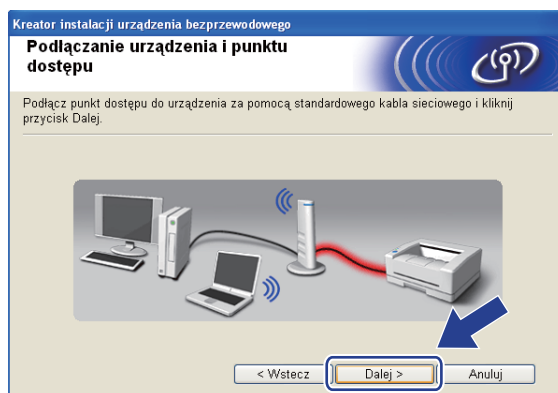 Kreator instalacji urządzenia bezprzewodowego
Podłączanie urządzenia i punktu
dostępu
Podłącz punkt dostępu do urządzenia za pomocą standardowego kabla sieciowego i kliknij
przycisk Dalej.
< Wstecz
Dalej >
Anuluj